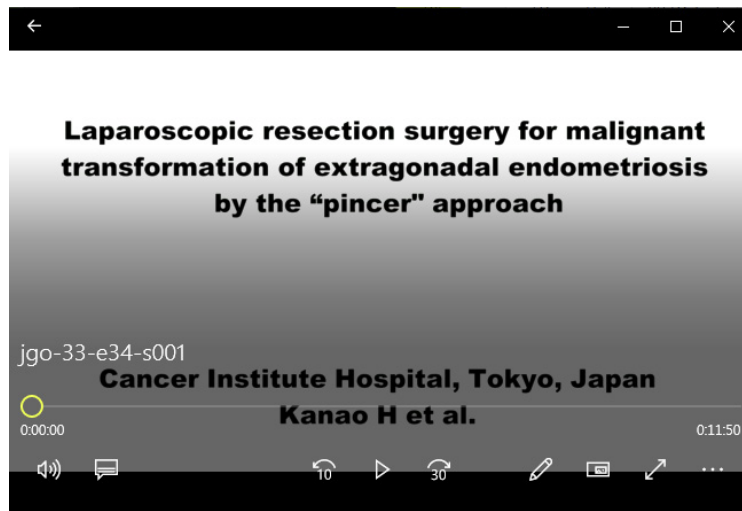 Laparoscopic resection surgery for malignant
transformation of extragonadal endometriosis
by the “pincer" approach
jgo-33-e34-s001
Cancer Institute Hospital, Tokyo, Japan
Kanao H et al.
0:00:00
0:11:50
10
30